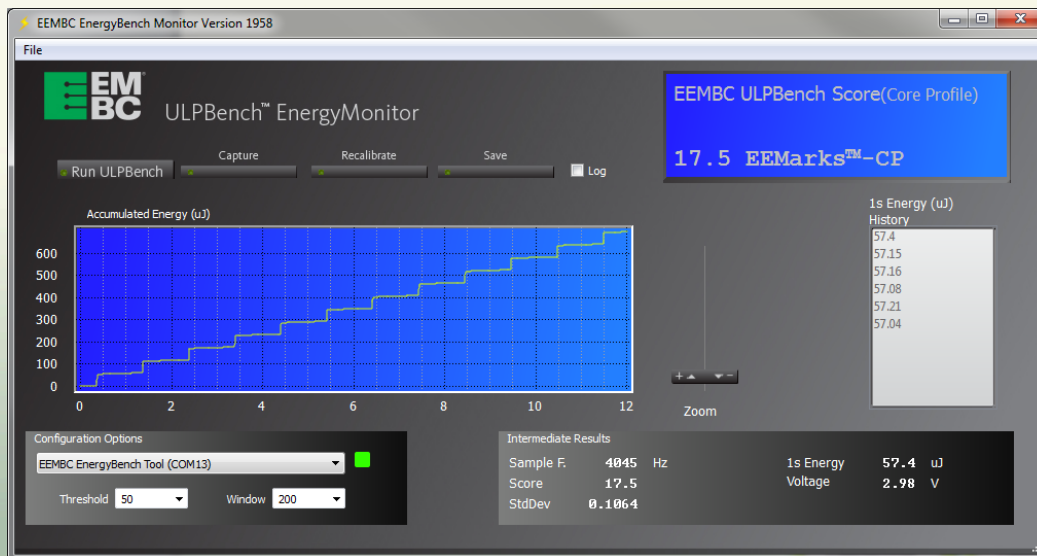 EEMBC EnergyBench Monitor Version 1958
File
EEMBC
ULPBench™ EnergyMonitor
EEMBC ULPBench Score(Core Profile)
17.5 EEMarks™-CP
Run ULPBench
Capture
Recalibrate
Save
Log
Accumulated Energy (uJ)
600
500
400
300
200
100
0
0 2 4 6 8 10 12
+ -
Zoom
1s Energy (uJ)
History
57.4
57.15
57.16
57.08
57.21
57.04
Configuration Options
EEMBC EnergyBench Tool (COM13)
Threshold 50 Window 200
Intermediate Results
Sample F. 4045 Hz 1s Energy 57.4 uJ
Score 17.5 Voltage 2.98 V
StdDev 0.1064